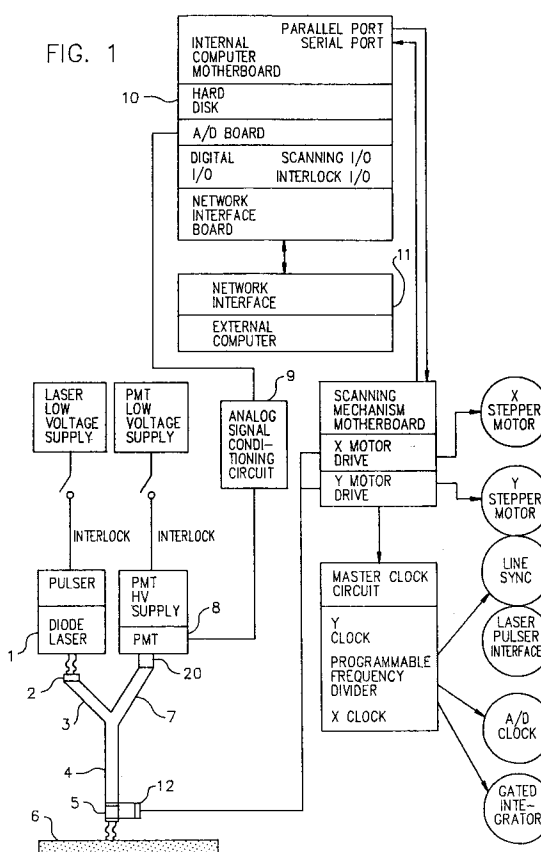 FIG. 1
PARALLEL PORT
SERIAL PORT
INTERNAL
COMPUTER
MOTHERBOARD
10
HARD
DISK
A/D BOARD
DIGITAL
I/O
SCANNING I/O
INTERLOCK I/O
NETWORK
INTERFACE
BOARD
11
NETWORK
INTERFACE
EXTERNAL
COMPUTER
LASER
LOW
VOLTAGE
SUPPLY
PMT
LOW
VOLTAGE
SUPPLY
9
ANALOG
SIGNAL
CONDI-
TIONING
CIRCUIT
SCANNING
MECHANISM
MOTHERBOARD
X MOTOR
DRIVE
Y MOTOR
DRIVE
X
STEPPER
MOTOR
Y
STEPPER
MOTOR
INTERLOCK
INTERLOCK
PULSER
DIODE
LASER
1
PMT
HV
SUPPLY
PMT
8
MASTER CLOCK
CIRCUIT
Y
CLOCK
PROGRAMMABLE
FREQUENCY
DIVIDER
X CLOCK
LINE
SYNC
LASER
PULSER
INTERFACE
A/D
CLOCK
GATED
INTE-
GRATOR
2
20
3
7
4
5
12
6